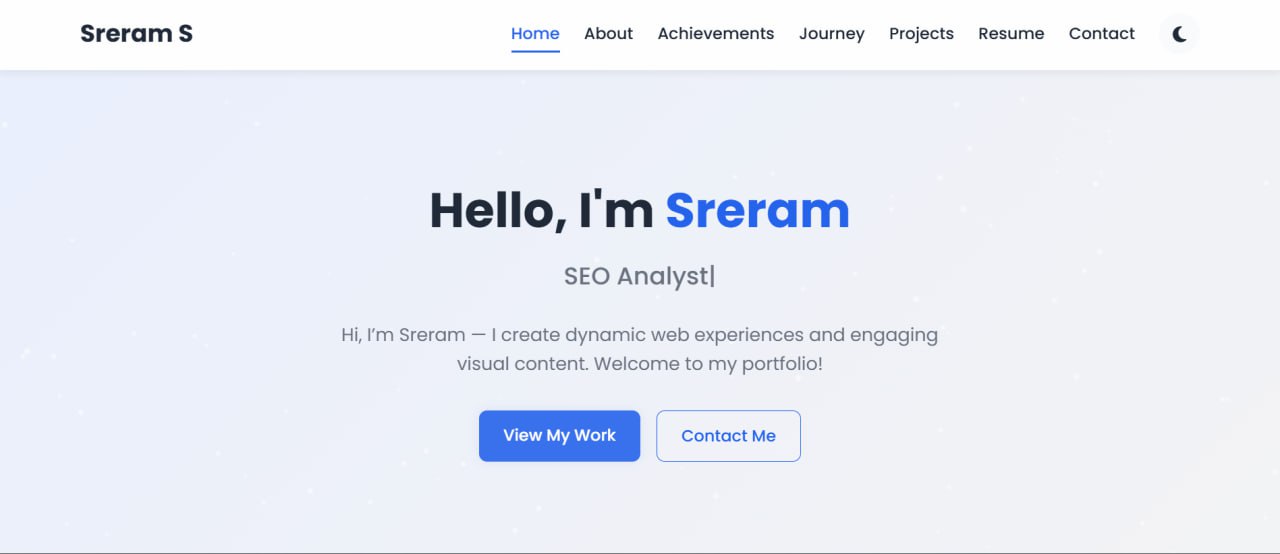 Sreram S
Home About Achievements Journey Projects Resume Contact
Hello, I'm Sreram
SEO Analyst|
Hi, I’m Sreram — I create dynamic web experiences and engaging
visual content. Welcome to my portfolio!
View My Work
Contact Me